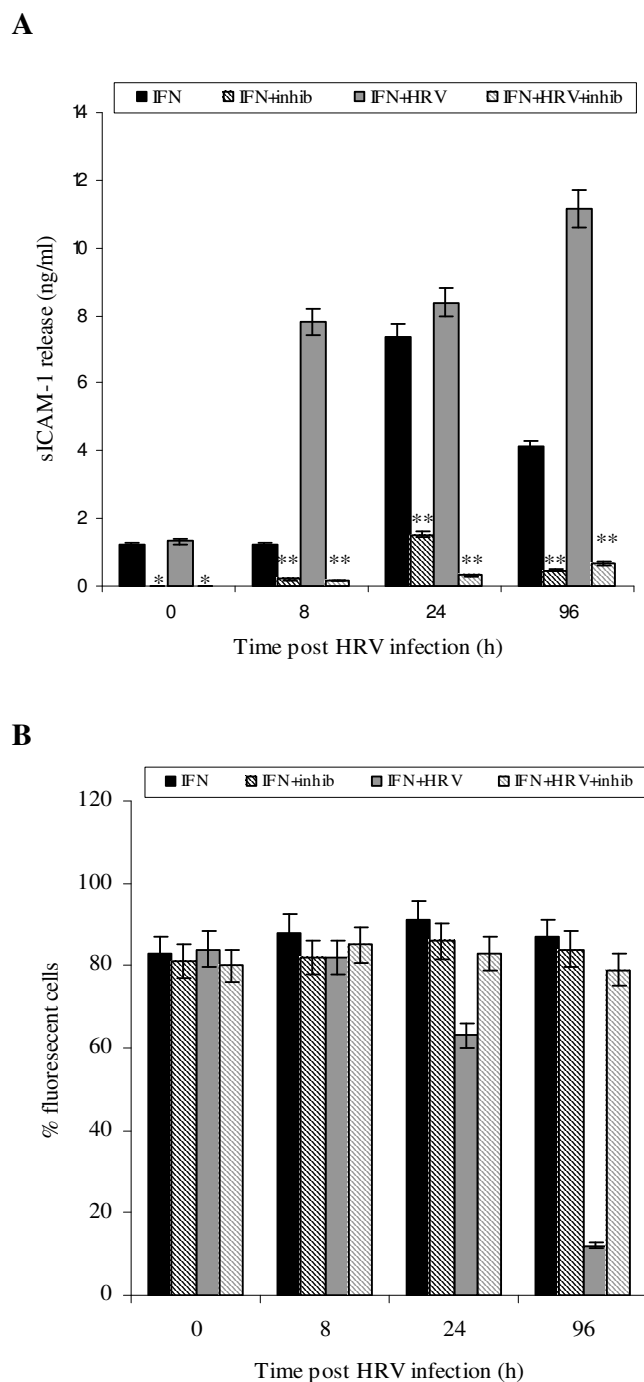 A
IFN IFN+inhib IFN+HRV IFN+HRV+inhib
14
12
10
8
6
4
2
0
sICAM-1 release (ng/ml)
* *
** **
** **
** **
0 8 24 96
Time post HRV infection (h)
B
IFN IFN+inhib IFN+HRV IFN+HRV+inhib
120
100
80
60
40
20
0
% fluoresecent cells
0 8 24 96
Time post HRV infection (h)